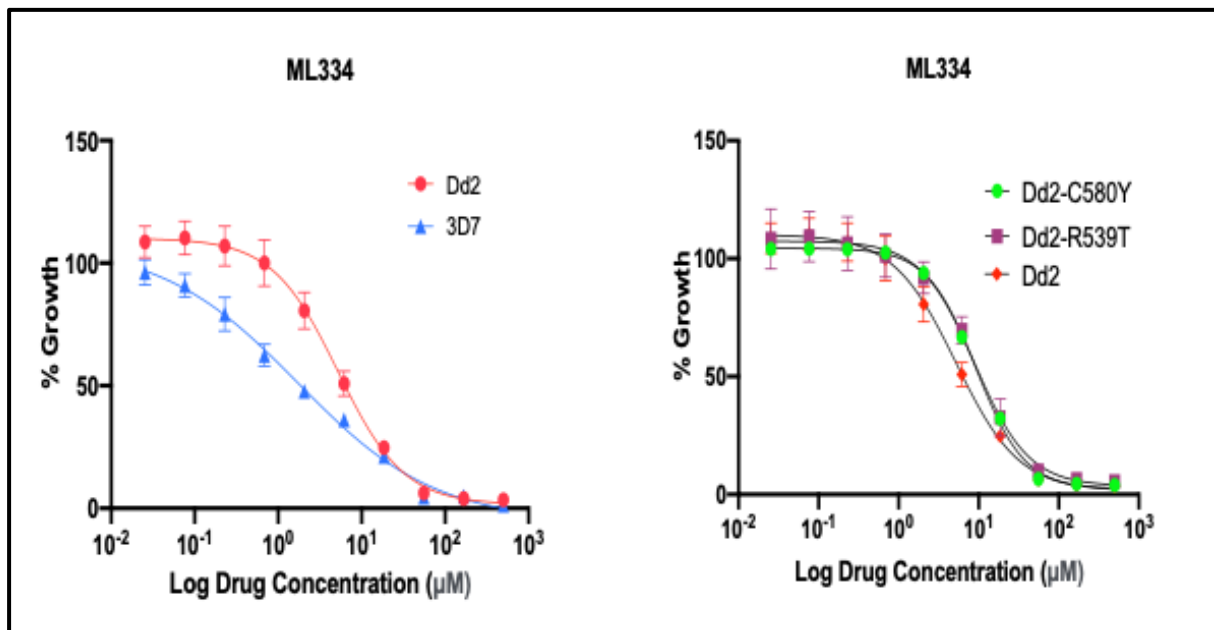 ML334
% Growth
150
100
50
0
10-2
10-1
100
101
102
103
Log Drug Concentration (µM)
Dd2
3D7
ML334
% Growth
150
100
50
0
10-2
10-1
100
101
102
103
Log Drug Concentration (µM)
Dd2-C580Y
Dd2-R539T
Dd2